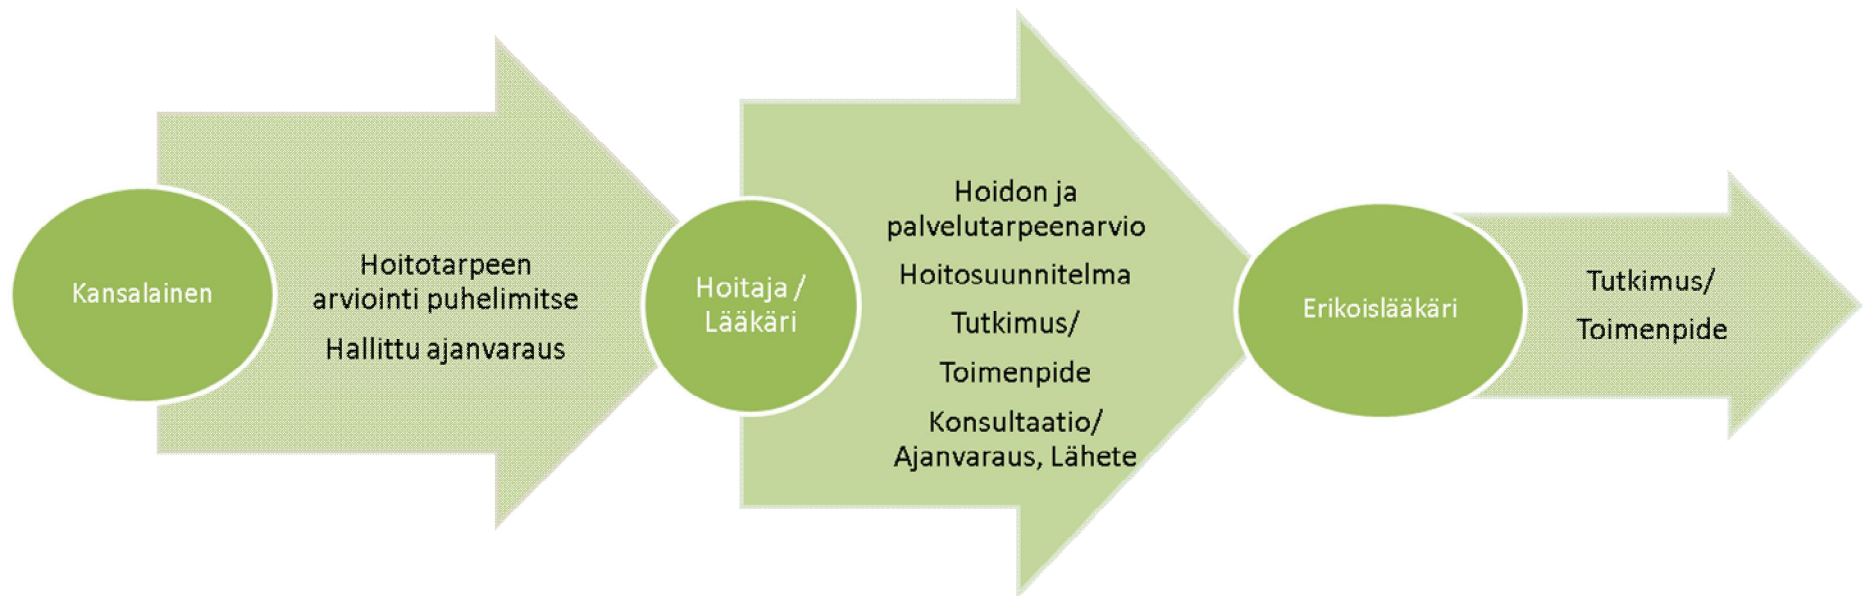 Kansalainen
Hoitotarpeen
arviointi puhelimitse
Hallittu ajanvaraus
Hoitaja /
Lääkäri
Hoidon ja
palvelutarpeenarvio
Hoitosuunnitelma
Tutkimus/
Toimenpide
Konsultaatio/
Ajanvaraus, Lähete
Erikoislääkäri
Tutkimus/
Toimenpide